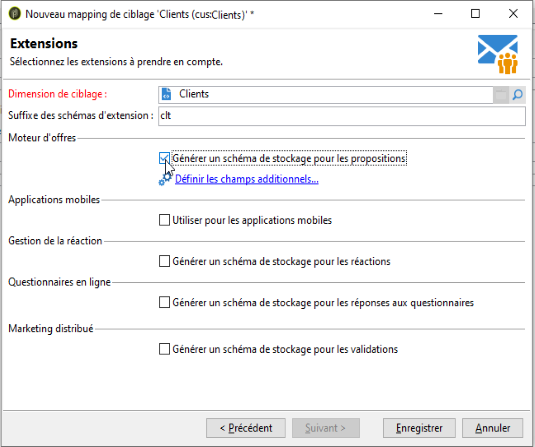 Nouveau mapping de ciblage 'Clients (cus:Clients)' *
Extensions
Sélectionnez les extensions à prendre en compte.
Dimension de ciblage : Clients
Suffixe des schémas d'extension : clt
Moteur d'offres
Générer un schéma de stockage pour les propositions
Définir les champs additionnels...
Applications mobiles
Utiliser pour les applications mobiles
Gestion de la réaction
Générer un schéma de stockage pour les réactions
Questionnaires en ligne
Générer un schéma de stockage pour les réponses aux questionnaires
Marketing distribué
Générer un schéma de stockage pour les validations
< Précédent Suivant > Enregistrer Annuler